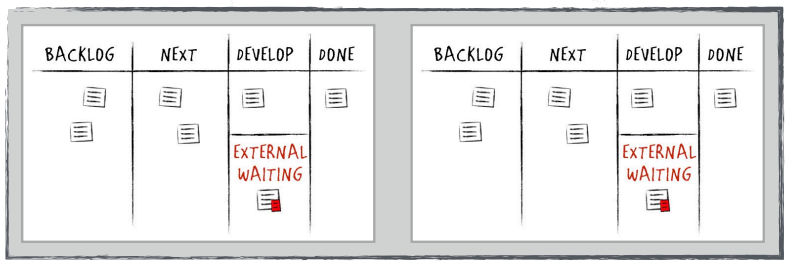 BACKLOG NEXT DEVELOP DONE
EXTERNAL
WAITING
BACKLOG NEXT DEVELOP DONE
EXTERNAL
WAITING